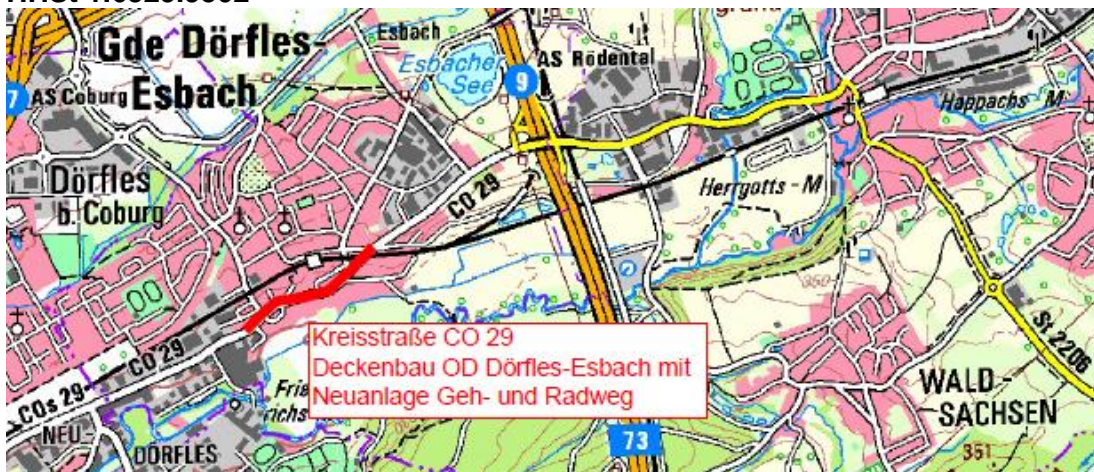 Gde Dörfles-
Esbach
Esbach
Esbacher
See
9
AS Rödental
7
AS Coburg
Happachs-M
Dörfles
b. Coburg
CO 29
Herrgotts-M
350
Kreisstraße CO 29
Deckenbau OD Dörfles-Esbach mit
Neuanlage Geh- und Radweg
CO 29
COs 29
St 2206
WALD-
SACHSEN
NEU-
DÖRFLES
73
351